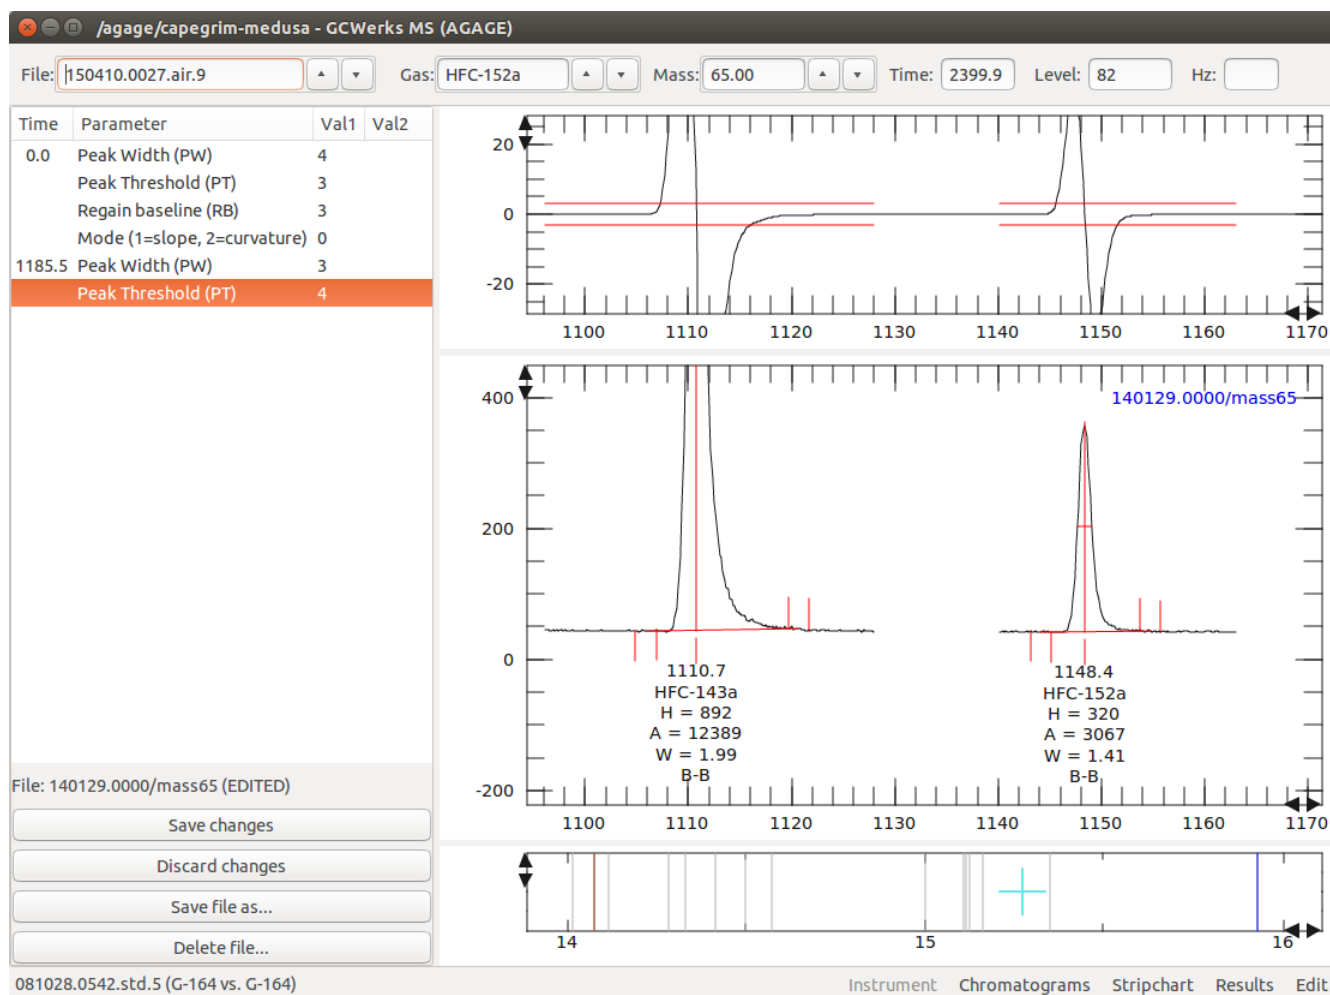 /agage/capegrim-medusa - GCWerks MS (AGAGE)
File: 150410.0027.air.9 Gas: HFC-152a Mass: 65.00 Time: 2399.9 Level: 82 Hz:
Time Parameter Val1 Val2
0.0 Peak Width (PW) 4
Peak Threshold (PT) 3
Regain baseline (RB) 3
Mode (1=slope, 2=curvature) 0
1185.5 Peak Width (PW) 3
Peak Threshold (PT) 4
File: 140129.0000/mass65 (EDITED)
Save changes
Discard changes
Save file as...
Delete file...
20
0
-20
1100 1110 1120 1130 1140 1150 1160 1170
140129.0000/mass65
400
200
0
-200
1110.7
HFC-143a
H = 892
A = 12389
W = 1.99
B-B
1148.4
HFC-152a
H = 320
A = 3067
W = 1.41
B-B
1100 1110 1120 1130 1140 1150 1160 1170
14 15 16
081028.0542.std.5 (G-164 vs. G-164)
Instrument Chromatograms Stripchart Results Edit